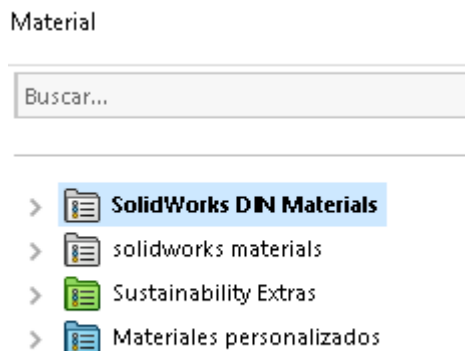 Material
Buscar...
SolidWorks DIN Materials
solidworks materials
Sustainability Extras
Materiales personalizados